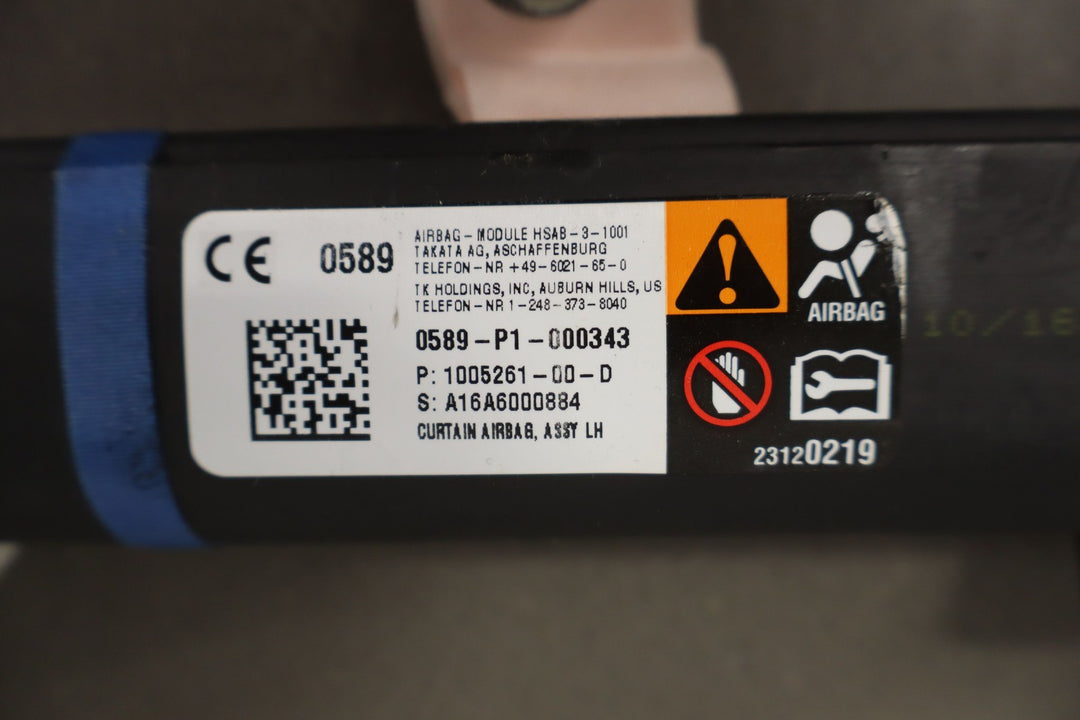 CE 0589
AIRBAG-MODULE HSAB-3-1001
TAKATA AG, ASCHAFFENBURG
TELEFON-NR +49-6021-65-0
TK HOLDINGS, INC, AUBURN HILLS, US
TELEFON-NR 1-248-373-8040
0589-P1-000343
P: 1005261-00-D
S: A16A6000884
CURTAIN AIRBAG, ASSY LH
AIRBAG
23120219
10/16